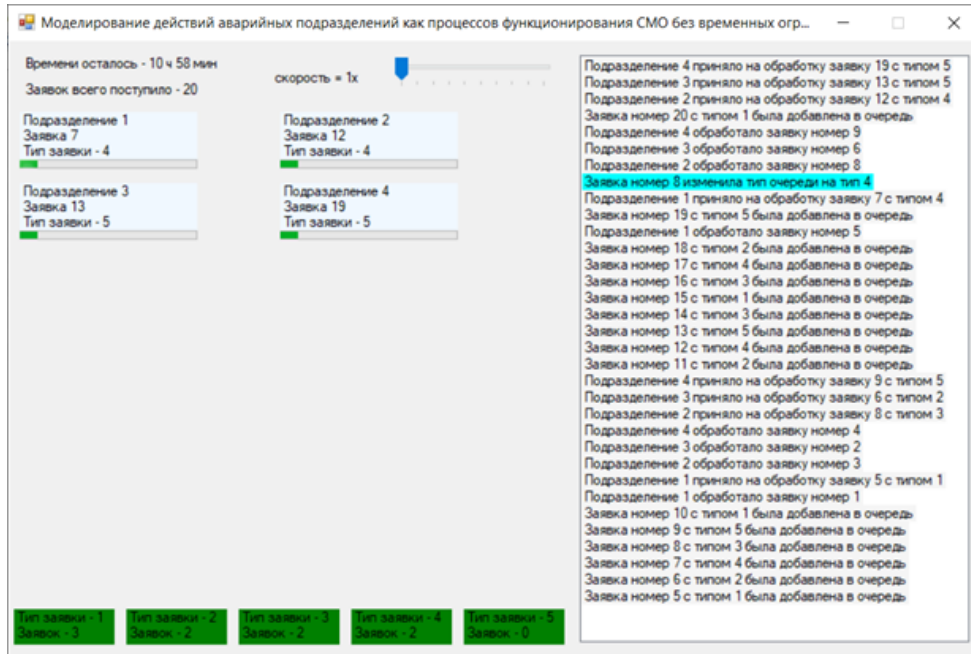 Моделирование действий аварийных подразделений как процессов функционирования СМО без временных огр...
Времени осталось - 10 ч 58 мин
Заявок всего поступило - 20
скорость = 1x
Подразделение 1
Заявка 7
Тип заявки - 4
Подразделение 2
Заявка 12
Тип заявки - 4
Подразделение 3
Заявка 13
Тип заявки - 5
Подразделение 4
Заявка 19
Тип заявки - 5
Подразделение 4 приняло на обработку заявку 19 с типом 5
Подразделение 3 приняло на обработку заявку 13 с типом 5
Подразделение 2 приняло на обработку заявку 12 с типом 4
Заявка номер 20 с типом 1 была добавлена в очередь
Подразделение 4 обработало заявку номер 9
Подразделение 3 обработало заявку номер 6
Подразделение 2 обработало заявку номер 8
Заявка номер 8 изменила тип очереди на тип 4
Подразделение 1 приняло на обработку заявку 7 с типом 4
Заявка номер 19 с типом 5 была добавлена в очередь
Подразделение 1 обработало заявку номер 5
Заявка номер 18 с типом 2 была добавлена в очередь
Заявка номер 17 с типом 4 была добавлена в очередь
Заявка номер 16 с типом 3 была добавлена в очередь
Заявка номер 15 с типом 1 была добавлена в очередь
Заявка номер 14 с типом 3 была добавлена в очередь
Заявка номер 13 с типом 5 была добавлена в очередь
Заявка номер 12 с типом 4 была добавлена в очередь
Заявка номер 11 с типом 2 была добавлена в очередь
Подразделение 4 приняло на обработку заявку 9 с типом 5
Подразделение 3 приняло на обработку заявку 6 с типом 2
Подразделение 2 приняло на обработку заявку 8 с типом 3
Подразделение 4 обработало заявку номер 4
Подразделение 3 обработало заявку номер 2
Подразделение 2 обработало заявку номер 3
Подразделение 1 приняло на обработку заявку 5 с типом 1
Подразделение 1 обработало заявку номер 1
Заявка номер 10 с типом 1 была добавлена в очередь
Заявка номер 9 с типом 5 была добавлена в очередь
Заявка номер 8 с типом 3 была добавлена в очередь
Заявка номер 7 с типом 4 была добавлена в очередь
Заявка номер 6 с типом 2 была добавлена в очередь
Заявка номер 5 с типом 1 была добавлена в очередь
Тип заявки - 1
Заявок - 3
Тип заявки - 2
Заявок - 2
Тип заявки - 3
Заявок - 2
Тип заявки - 4
Заявок - 2
Тип заявки - 5
Заявок - 0